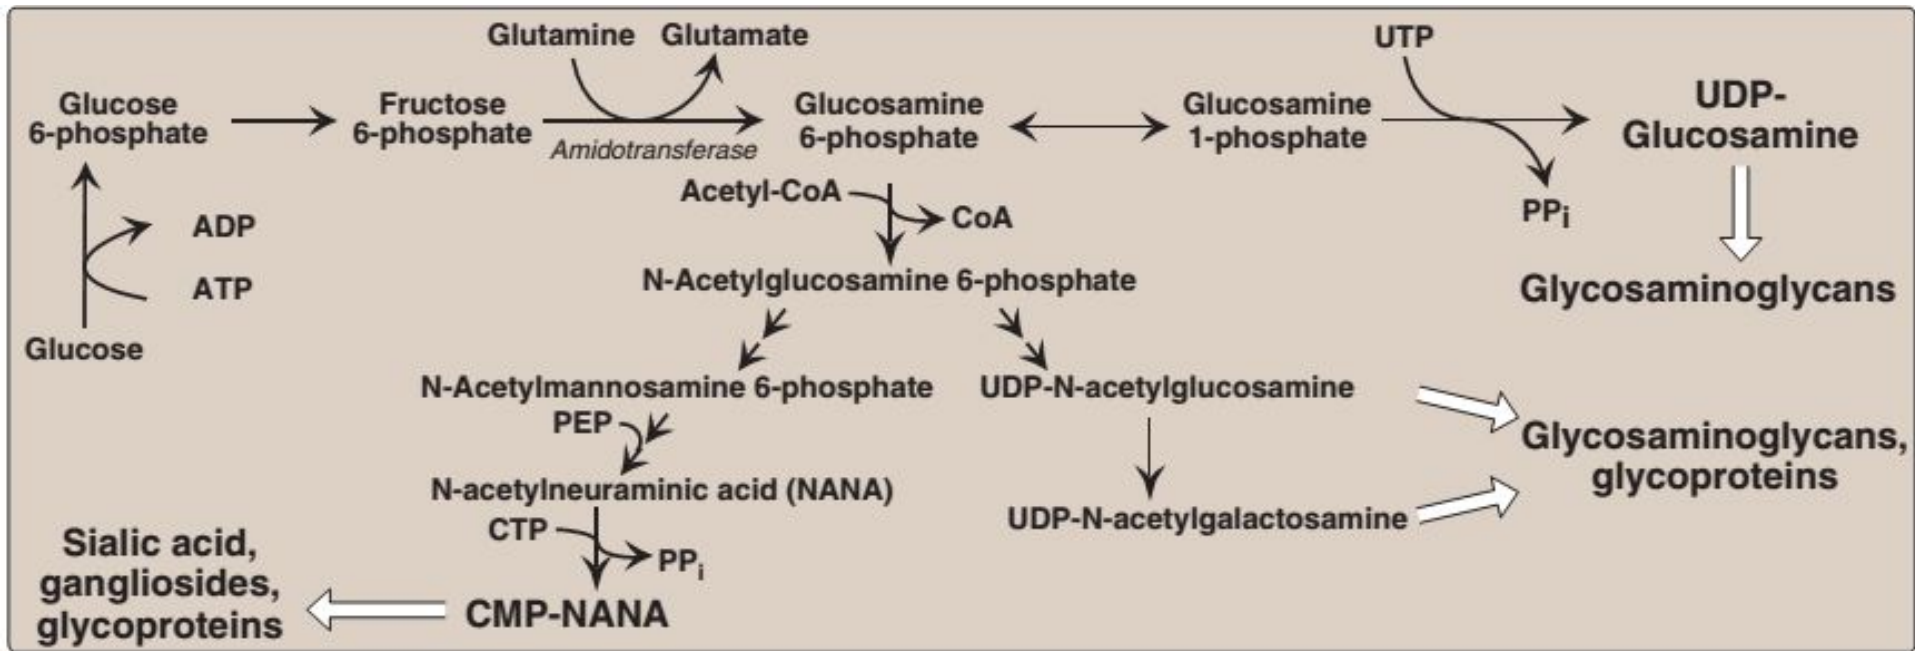 Glutamine Glutamate
UTP
Glucose
6-phosphate
Fructose
6-phosphate
Amidotransferase
Glucosamine
6-phosphate
Glucosamine
1-phosphate
UDP-
Glucosamine
PPi
Acetyl-CoA
CoA
ADP
ATP
Glucose
N-Acetylglucosamine 6-phosphate
Glycosaminoglycans
N-Acetylmannosamine 6-phosphate
UDP-N-acetylglucosamine
PEP
Glycosaminoglycans,
glycoproteins
N-acetylneuraminic acid (NANA)
UDP-N-acetylgalactosamine
CTP
PPi
Sialic acid,
gangliosides,
glycoproteins
CMP-NANA